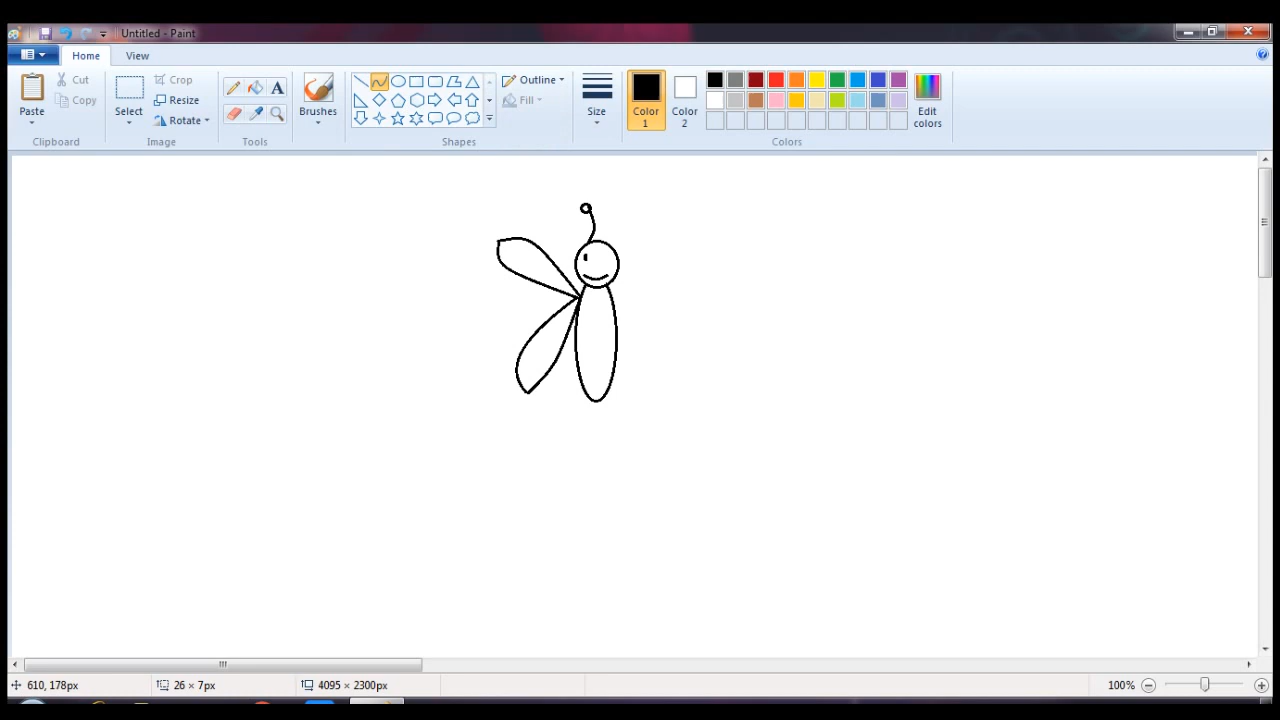 Untitled - Paint
Home View
Paste
Cut
Copy
Clipboard
Select
Crop
Resize
Rotate
Image
A
Tools
Brushes
Outline
Fill
Shapes
Size
Color
1
Color
2
Edit
colors
Colors
610, 178px
26 × 7px
4095 × 2300px
100%